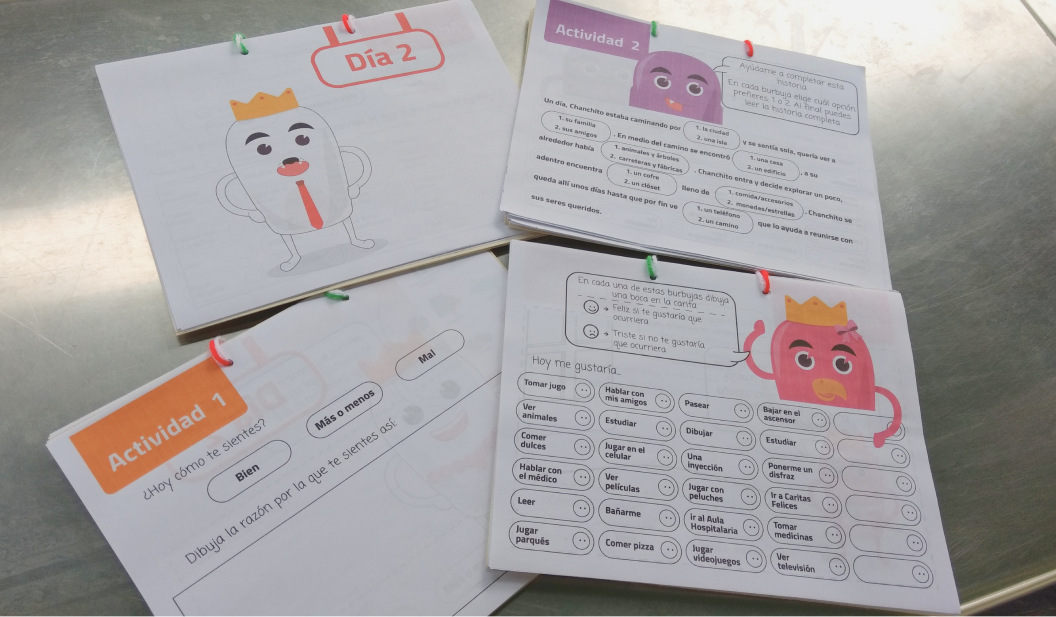 Día 2
Actividad 2
Ayúdame a completar esta
historia
En cada burbuja elige cuál opción
prefieres 1 o 2. Al final puedes
leer la historia completa
Un día, Chanchito estaba caminando por
1. la ciudad
2. una isla
y se sentía sola, quería ver a
1. su familia
2. sus amigos
. En medio del camino se encontró
1. una casa
2. un edificio
, a su
alrededor había
1. animales y árboles
2. carreteras y fábricas
. Chanchito entra y decide explorar un poco,
adentro encuentra
1. un cofre
2. un clóset
lleno de
1. comida/accesorios
2. monedas/estrellas
. Chanchito se
queda allí unos días hasta que por fin ve
1. un teléfono
2. un camino
que lo ayuda a reunirse con
sus seres queridos.
Actividad 1
¿Hoy cómo te sientes?
Bien
Más o menos
Mal
Dibuja la razón por la que te sientes así:
En cada una de estas burbujas dibuja
una boca en la carita
→ Feliz si te gustaría que
ocurriera
→ Triste si no te gustaría
que ocurriera
Hoy me gustaría...
Tomar jugo
Hablar con
mis amigos
Pasear
Bajar en el
ascensor
Ver
animales
Estudiar
Dibujar
Estudiar
Comer
dulces
Jugar en el
celular
Una
inyección
Ponerme un
disfraz
Hablar con
el médico
Ver
películas
Jugar con
peluches
Ir a Caritas
Felices
Leer
Bañarme
ir al Aula
Hospitalaria
Tomar
medicinas
Jugar
parqués
Comer pizza
Jugar
videojuegos
Ver
televisión